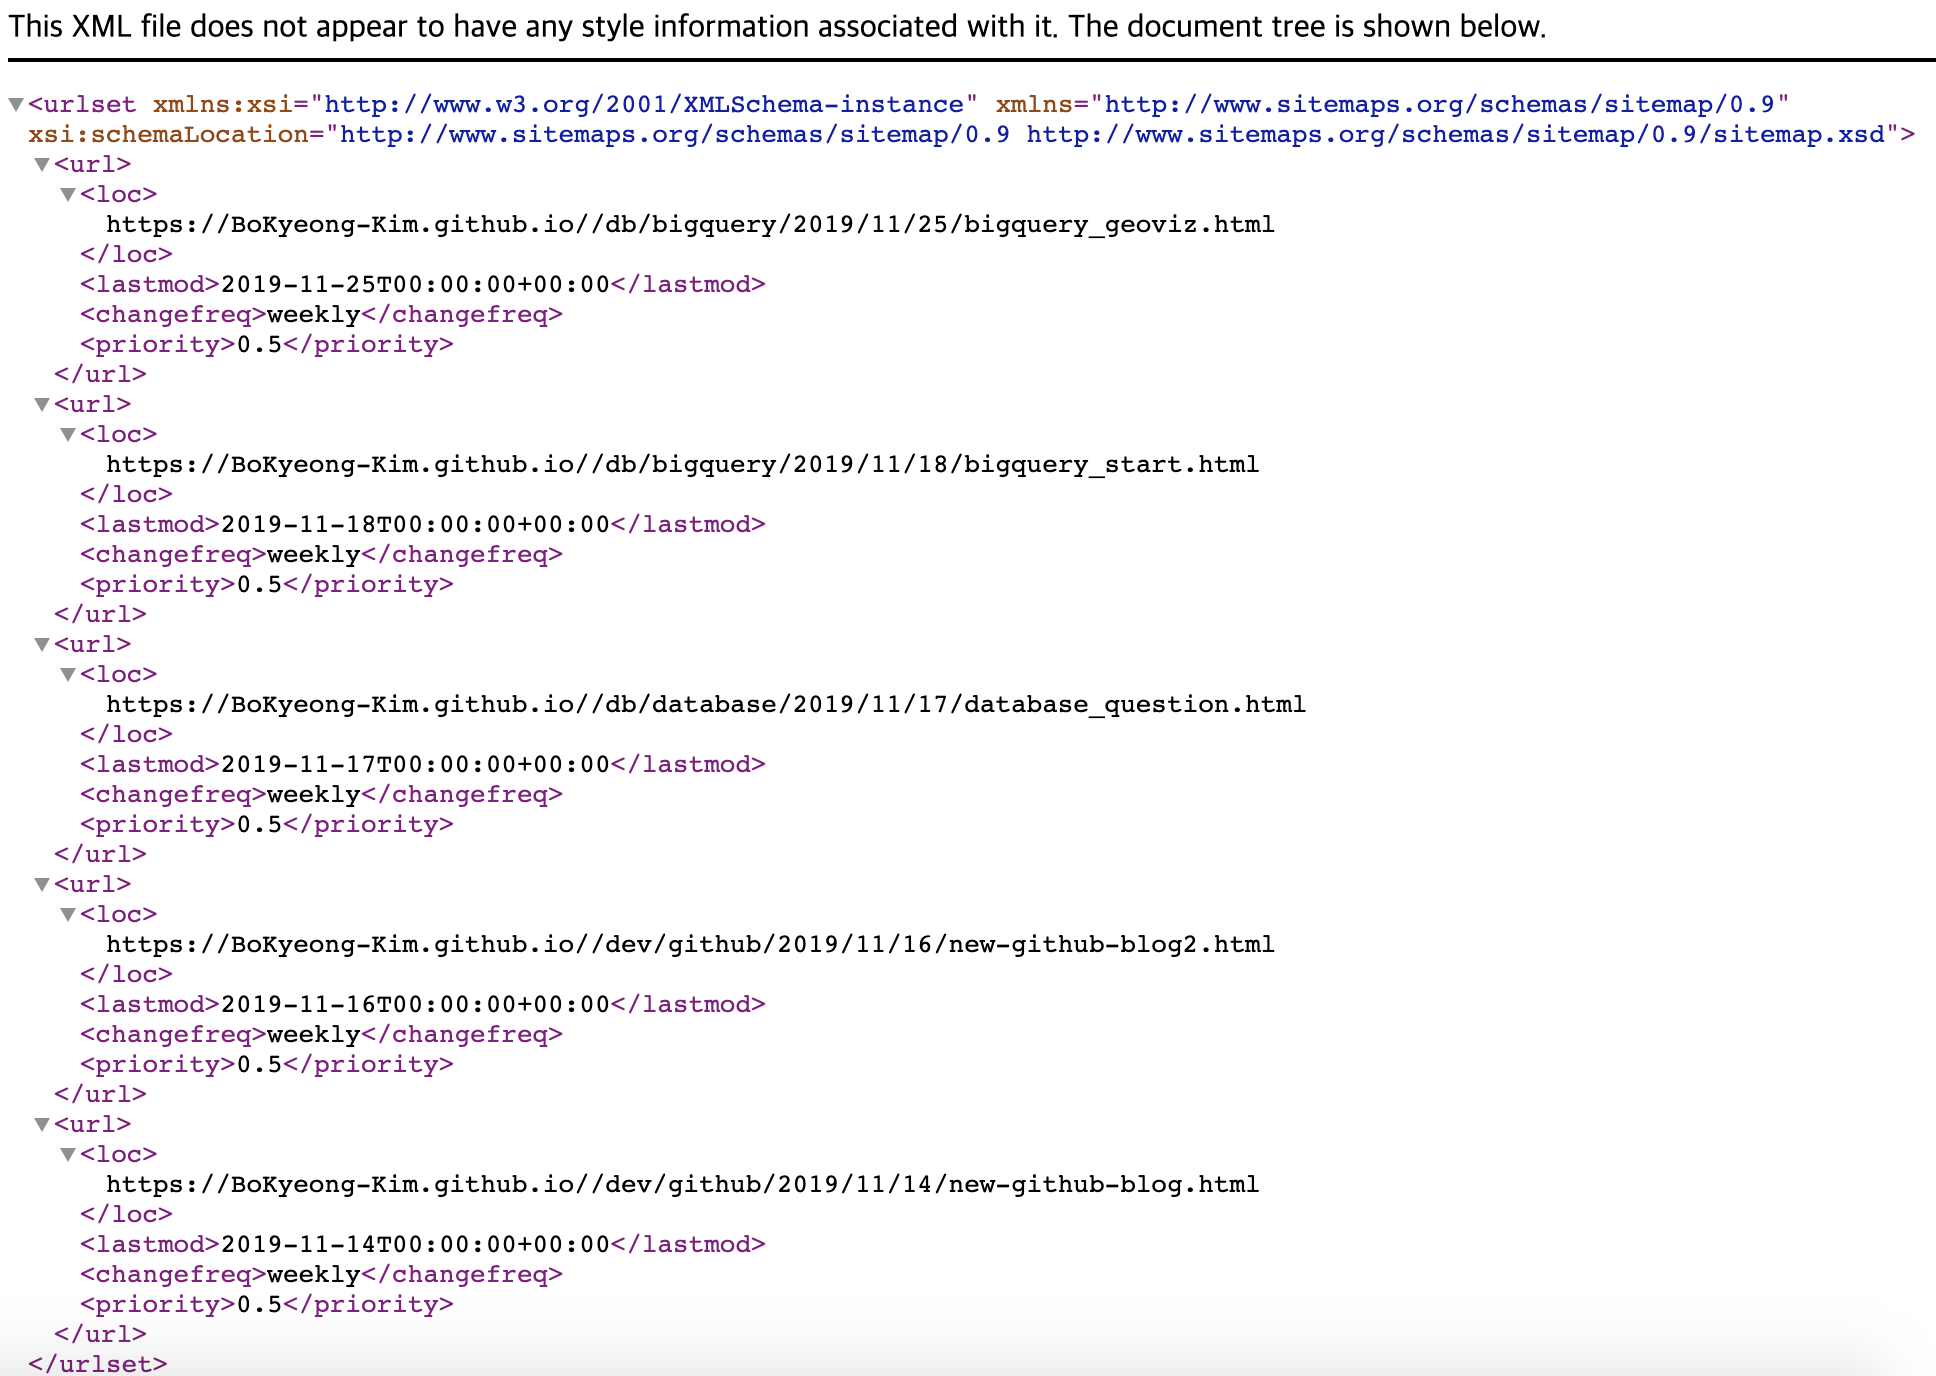 This XML file does not appear to have any style information associated with it. The document tree is shown below.
▼<urlset xmlns:xsi="http://www.w3.org/2001/XMLSchema-instance" xmlns="http://www.sitemaps.org/schemas/sitemap/0.9"
xsi:schemaLocation="http://www.sitemaps.org/schemas/sitemap/0.9 http://www.sitemaps.org/schemas/sitemap/0.9/sitemap.xsd">
▼<url>
▼<loc>
https://BoKyeong-Kim.github.io//db/bigquery/2019/11/25/bigquery_geoviz.html
</loc>
<lastmod>2019-11-25T00:00:00+00:00</lastmod>
<changefreq>weekly</changefreq>
<priority>0.5</priority>
</url>
▼<url>
▼<loc>
https://BoKyeong-Kim.github.io//db/bigquery/2019/11/18/bigquery_start.html
</loc>
<lastmod>2019-11-18T00:00:00+00:00</lastmod>
<changefreq>weekly</changefreq>
<priority>0.5</priority>
</url>
▼<url>
▼<loc>
https://BoKyeong-Kim.github.io//db/database/2019/11/17/database_question.html
</loc>
<lastmod>2019-11-17T00:00:00+00:00</lastmod>
<changefreq>weekly</changefreq>
<priority>0.5</priority>
</url>
▼<url>
▼<loc>
https://BoKyeong-Kim.github.io//dev/github/2019/11/16/new-github-blog2.html
</loc>
<lastmod>2019-11-16T00:00:00+00:00</lastmod>
<changefreq>weekly</changefreq>
<priority>0.5</priority>
</url>
▼<url>
▼<loc>
https://BoKyeong-Kim.github.io//dev/github/2019/11/14/new-github-blog.html
</loc>
<lastmod>2019-11-14T00:00:00+00:00</lastmod>
<changefreq>weekly</changefreq>
<priority>0.5</priority>
</url>
</urlset>